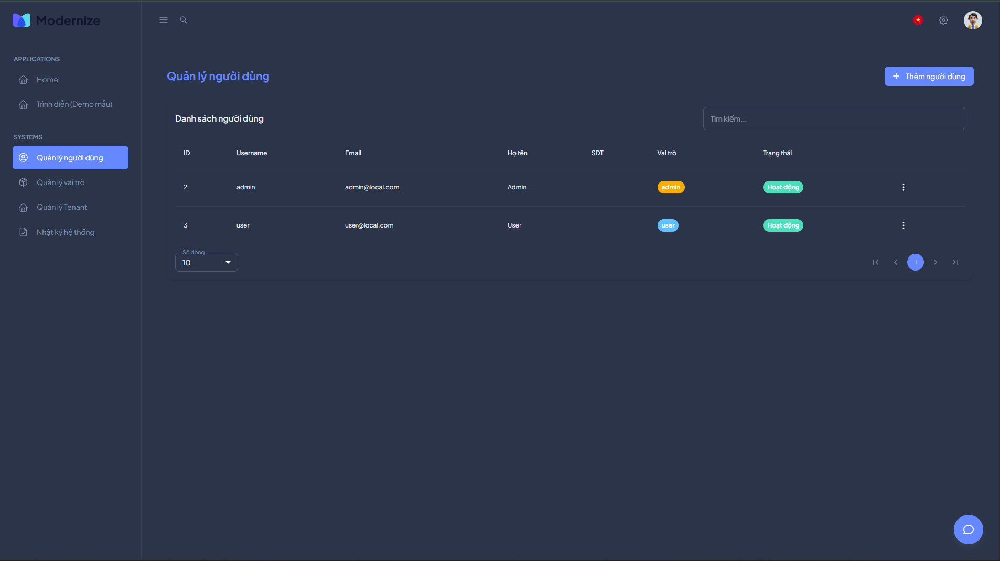 Modernize
APPLICATIONS
Home
Trình diễn (Demo mẫu)
SYSTEMS
Quản lý người dùng
Quản lý vai trò
Quản lý Tenant
Nhật ký hệ thống
Quản lý người dùng
Thêm người dùng
Danh sách người dùng
Tìm kiếm...
ID Username Email Họ tên SĐT Vai trò Trạng thái
2 admin admin@local.com Admin admin Hoạt động
3 user user@local.com User user Hoạt động
Số dòng
10
1